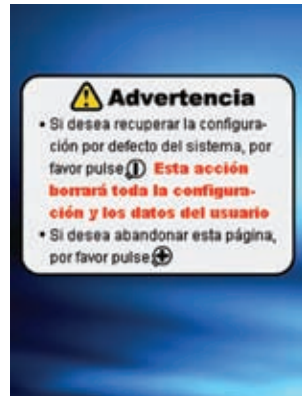 Advertencia
• Si desea recuperar la configura-
ción por defecto del sistema, por
favor pulse Esta acción
borrará toda la configura-
ción y los datos del usuario
• Si desea abandonar esta página,
por favor pulse